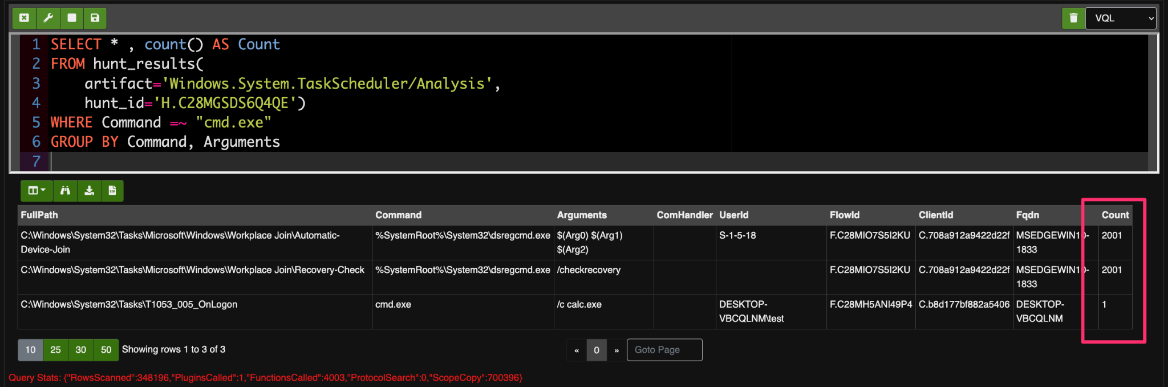 VQL
1 SELECT * , count() AS Count
2 FROM hunt_results(
3 artifact='Windows.System.TaskScheduler/Analysis',
4 hunt_id='H.C28MGSDS6Q4QE')
5 WHERE Command =~ "cmd.exe"
6 GROUP BY Command, Arguments
7
FullPath Command Arguments ComHandler UserId FlowId ClientId Fqdn Count
C:\Windows\System32\Tasks\Microsoft\Windows\Workplace Join\Automatic- %SystemRoot%\System32\dsregcmd.exe $(Arg0) $(Arg1) S-1-5-18 F.C28MIO7S5I2KU C.708a912a9422d22f MSEDGEWIN10- 2001
Device-Join $(Arg2) 1833
C:\Windows\System32\Tasks\Microsoft\Windows\Workplace Join\Recovery-Check %SystemRoot%\System32\dsregcmd.exe /checkrecovery F.C28MIO7S5I2KU C.708a912a9422d22f MSEDGEWIN10- 2001
1833
C:\Windows\System32\Tasks\T1053_005_OnLogon cmd.exe /c calc.exe DESKTOP- F.C28MH5ANI49P4 C.b8d177bf882a5406 DESKTOP- 1
VBCQLNM\test VBCQLNM
10 25 30 50 Showing rows 1 to 3 of 3 « 0 » Goto Page
Query Stats: {"RowsScanned":348196,"PluginsCalled":1,"FunctionsCalled":4003,"ProtocolSearch":0,"ScopeCopy":700396}